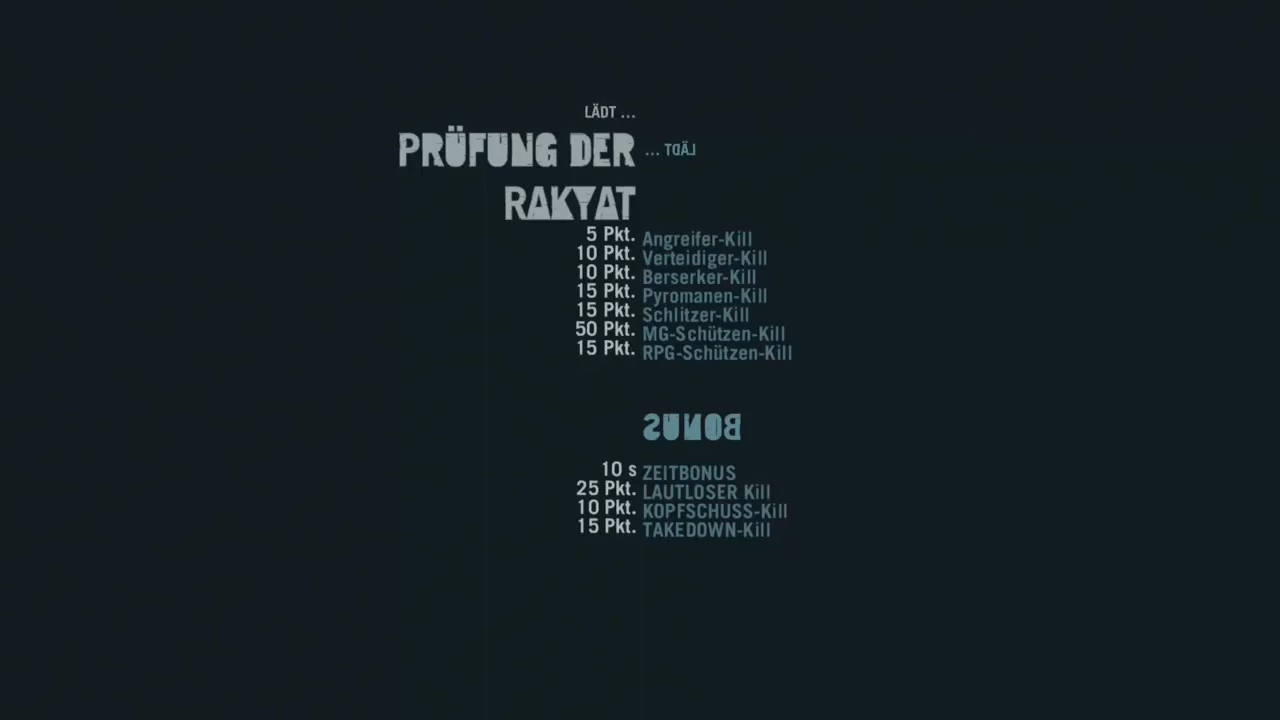 LÄDT ...
PRÜFUNG DER
LÄDT ...
RAKYAT
5 Pkt. Angreifer-Kill
10 Pkt. Verteidiger-Kill
10 Pkt. Berserker-Kill
15 Pkt. Pyromanen-Kill
15 Pkt. Schlitzer-Kill
50 Pkt. MG-Schützen-Kill
15 Pkt. RPG-Schützen-Kill
BONUS
10 s ZEITBONUS
25 Pkt. LAUTLOSER Kill
10 Pkt. KOPFSCHUSS-Kill
15 Pkt. TAKEDOWN-Kill